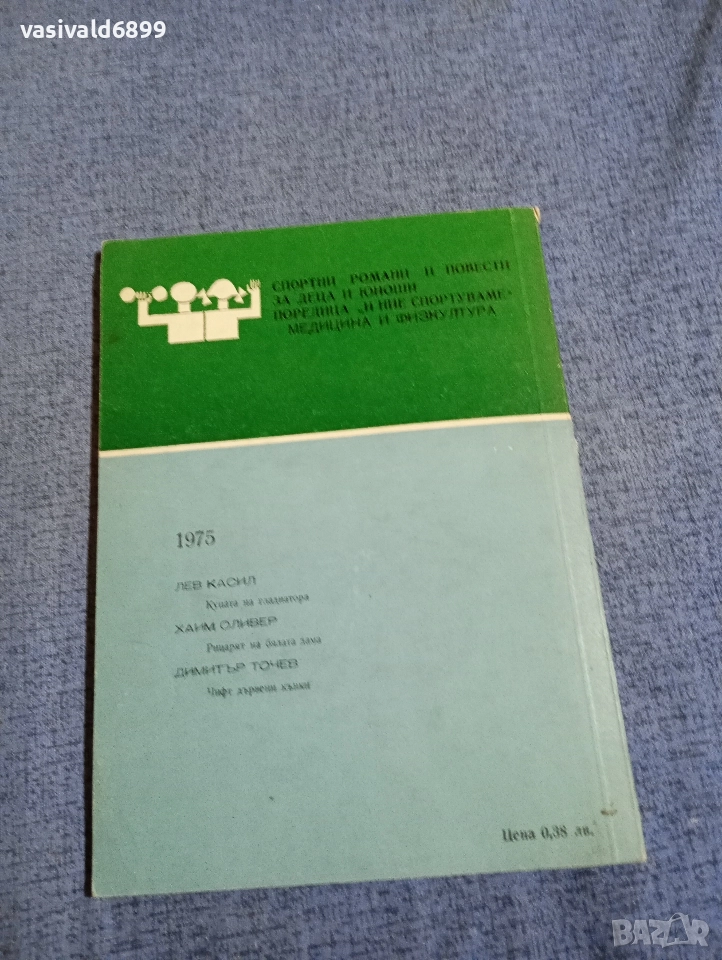 vasivald6899
СПОРТНИ РОМАНИ И ПОВЕСТИ
ЗА ДЕЦА И ЮНОШИ
ПОРЕДИЦА „И НИЕ СПОРТУВАМЕ“
МЕДИЦИНА И ФИЗКУЛТУРА
1975
ЛЕВ КАСИЛ
Купата на гладиатора
ХАИМ ОЛИВЕР
Рицарят на бялата дама
ДИМИТЪР ТОЧЕВ
Чифт дървени кънки
Цена 0,38 лв.
BAZAR